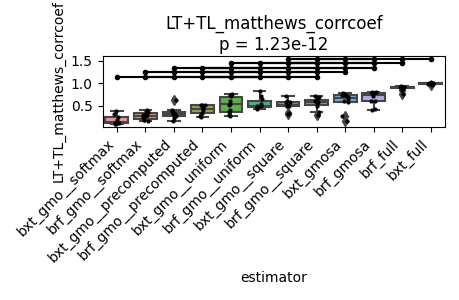 LT+TL_matthews_corrcoef
p = 1.23e-12
LT+TL_matthews_corrcoef
1.5
1.0
0.5
bxt_gmo__softmax
brf_gmo__softmax
bxt_gmo__precomputed
brf_gmo__precomputed
bxt_gmo__uniform
brf_gmo__uniform
bxt_gmo__square
brf_gmo__square
bxt_gmosa
brf_gmosa
brf_full
bxt_full
estimator